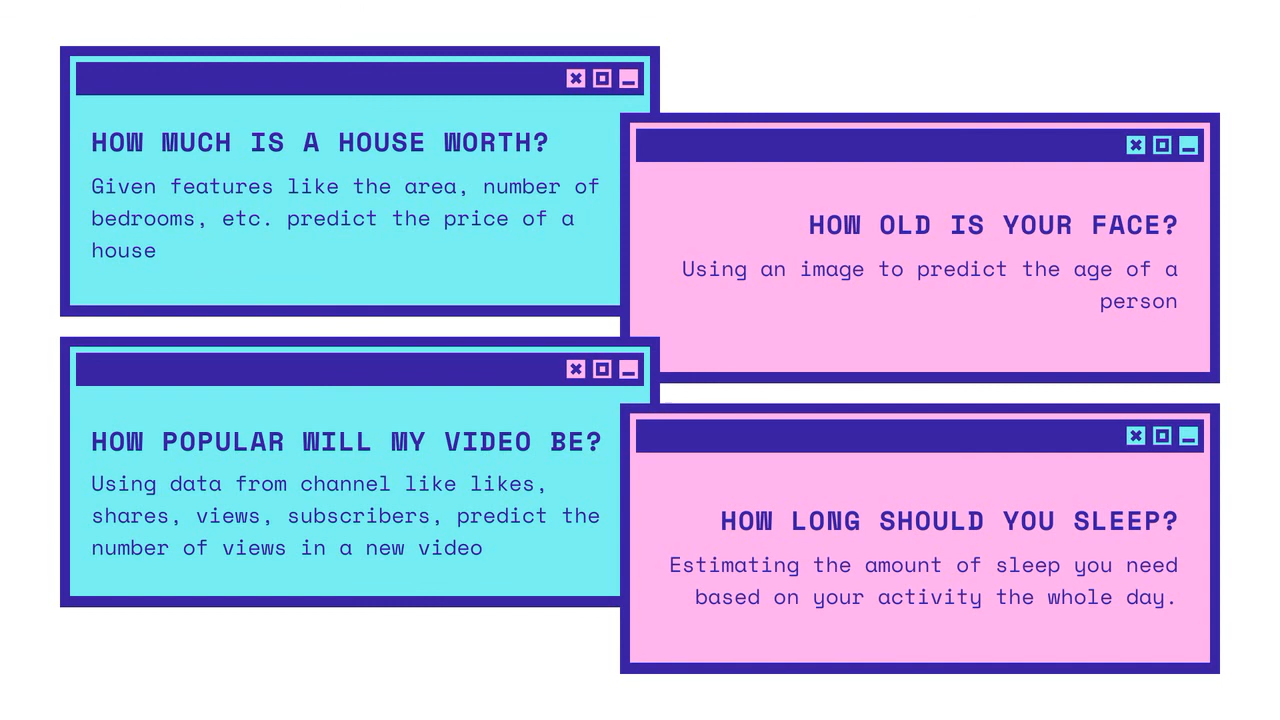 HOW MUCH IS A HOUSE WORTH?
Given features like the area, number of
bedrooms, etc. predict the price of a
house
HOW OLD IS YOUR FACE?
Using an image to predict the age of a
person
HOW POPULAR WILL MY VIDEO BE?
Using data from channel like likes,
shares, views, subscribers, predict the
number of views in a new video
HOW LONG SHOULD YOU SLEEP?
Estimating the amount of sleep you need
based on your activity the whole day.